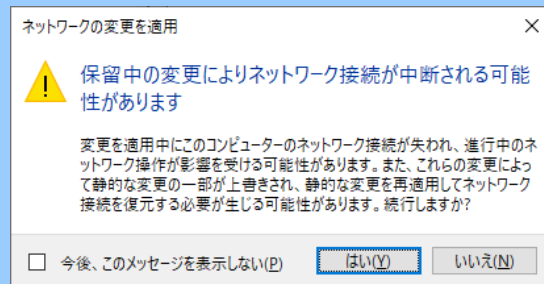 ネットワークの変更を適用
保留中の変更によりネットワーク接続が中断される可能
性があります
変更を適用中にこのコンピューターのネットワーク接続が失われ、進行中のネ
ットワーク操作が影響を受ける可能性があります。また、これらの変更によっ
て静的な変更の一部が上書きされ、静的な変更を再適用してネットワーク
接続を復元する必要が生じる可能性があります。続行しますか?
今後、このメッセージを表示しない(P)
はい(Y)
いいえ(N)